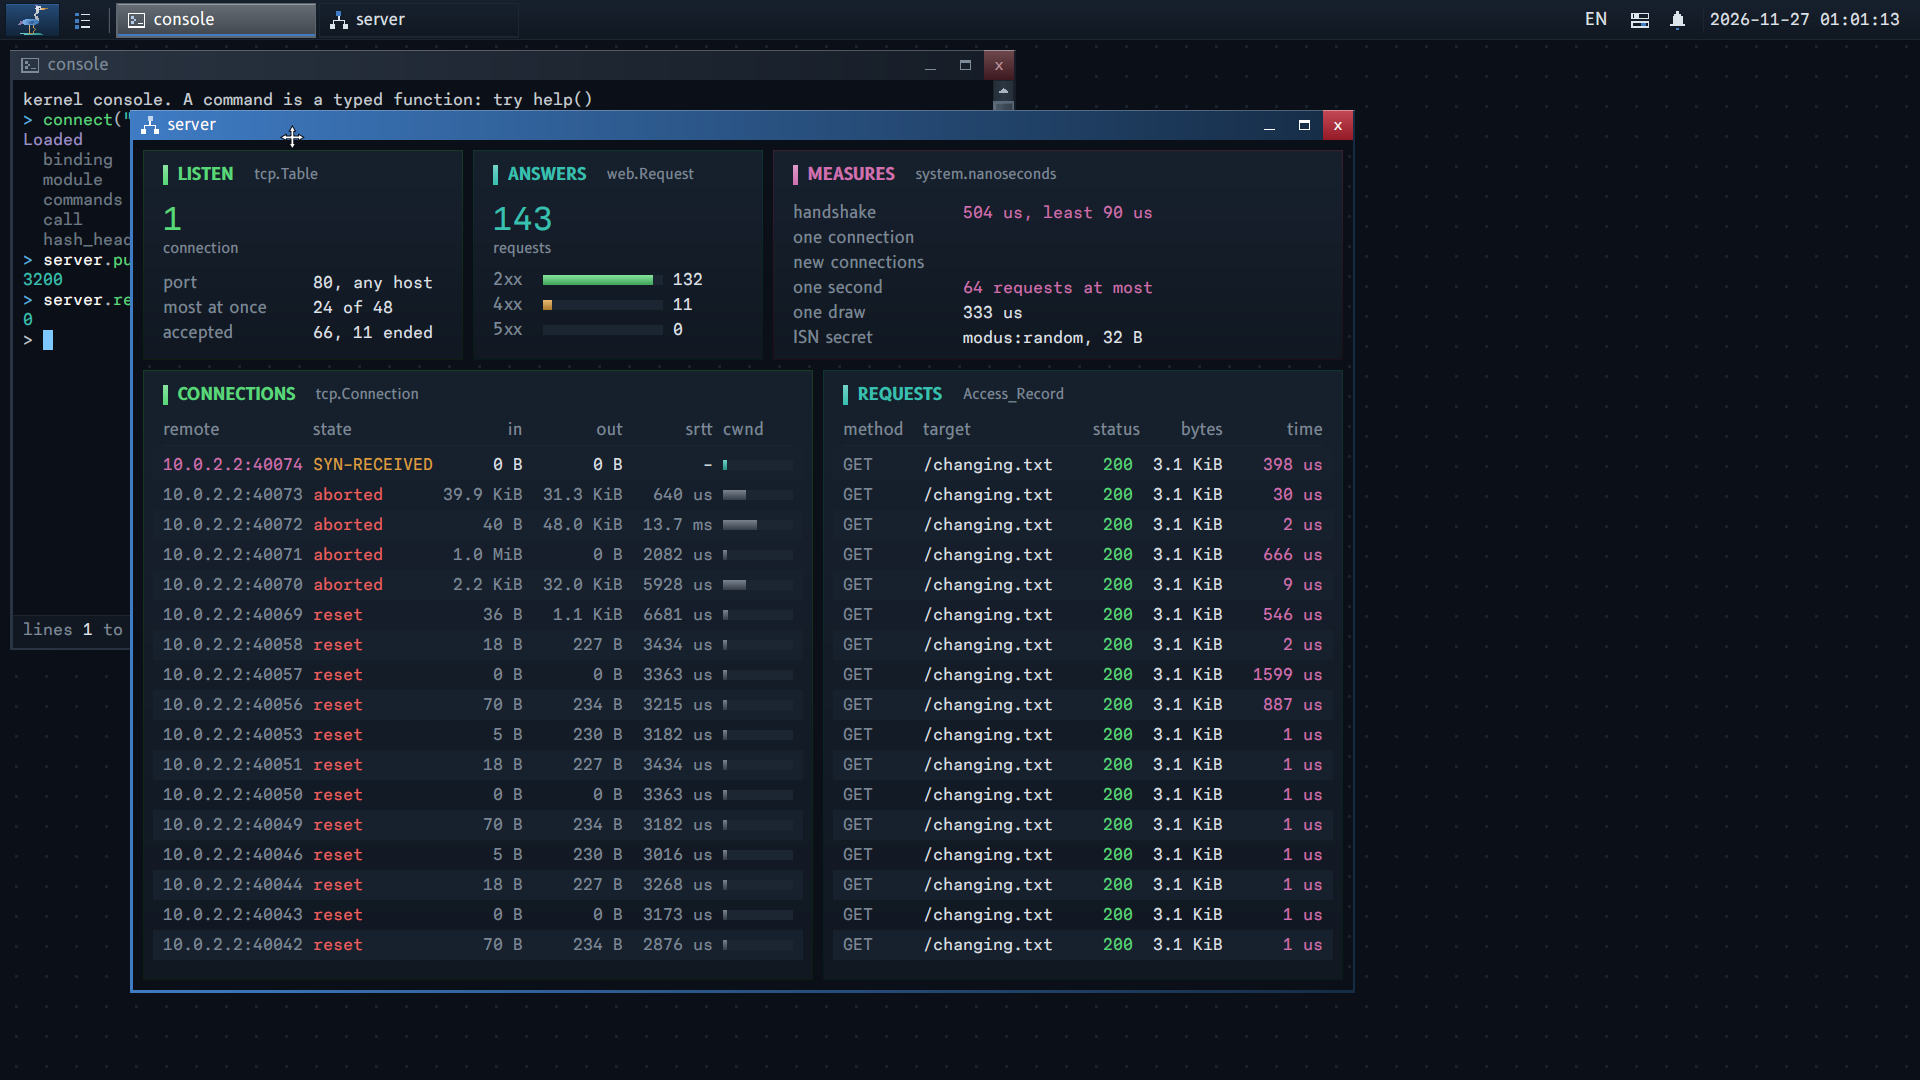 console
server
EN
2026-11-27 01:01:13
console
kernel console. A command is a typed function: try help()
> connect("
Loaded
binding
module
commands
call
hash_head
> server.pu
3200
> server.re
0
>
lines 1 to
server
LISTEN tcp.Table
1
connection
port 80, any host
most at once 24 of 48
accepted 66, 11 ended
ANSWERS web.Request
143
requests
2xx 132
4xx 11
5xx 0
MEASURES system.nanoseconds
handshake 504 us, least 90 us
one connection
new connections
one second 64 requests at most
one draw 333 us
ISN secret modus:random, 32 B
CONNECTIONS tcp.Connection
remote state in out srtt cwnd
10.0.2.2:40074 SYN-RECEIVED 0 B 0 B –
10.0.2.2:40073 aborted 39.9 KiB 31.3 KiB 640 us
10.0.2.2:40072 aborted 40 B 48.0 KiB 13.7 ms
10.0.2.2:40071 aborted 1.0 MiB 0 B 2082 us
10.0.2.2:40070 aborted 2.2 KiB 32.0 KiB 5928 us
10.0.2.2:40069 reset 36 B 1.1 KiB 6681 us
10.0.2.2:40058 reset 18 B 227 B 3434 us
10.0.2.2:40057 reset 0 B 0 B 3363 us
10.0.2.2:40056 reset 70 B 234 B 3215 us
10.0.2.2:40053 reset 5 B 230 B 3182 us
10.0.2.2:40051 reset 18 B 227 B 3434 us
10.0.2.2:40050 reset 0 B 0 B 3363 us
10.0.2.2:40049 reset 70 B 234 B 3182 us
10.0.2.2:40046 reset 5 B 230 B 3016 us
10.0.2.2:40044 reset 18 B 227 B 3268 us
10.0.2.2:40043 reset 0 B 0 B 3173 us
10.0.2.2:40042 reset 70 B 234 B 2876 us
REQUESTS Access_Record
method target status bytes time
GET /changing.txt 200 3.1 KiB 398 us
GET /changing.txt 200 3.1 KiB 30 us
GET /changing.txt 200 3.1 KiB 2 us
GET /changing.txt 200 3.1 KiB 666 us
GET /changing.txt 200 3.1 KiB 9 us
GET /changing.txt 200 3.1 KiB 546 us
GET /changing.txt 200 3.1 KiB 2 us
GET /changing.txt 200 3.1 KiB 1599 us
GET /changing.txt 200 3.1 KiB 887 us
GET /changing.txt 200 3.1 KiB 1 us
GET /changing.txt 200 3.1 KiB 1 us
GET /changing.txt 200 3.1 KiB 1 us
GET /changing.txt 200 3.1 KiB 1 us
GET /changing.txt 200 3.1 KiB 1 us
GET /changing.txt 200 3.1 KiB 1 us
GET /changing.txt 200 3.1 KiB 1 us
GET /changing.txt 200 3.1 KiB 1 us